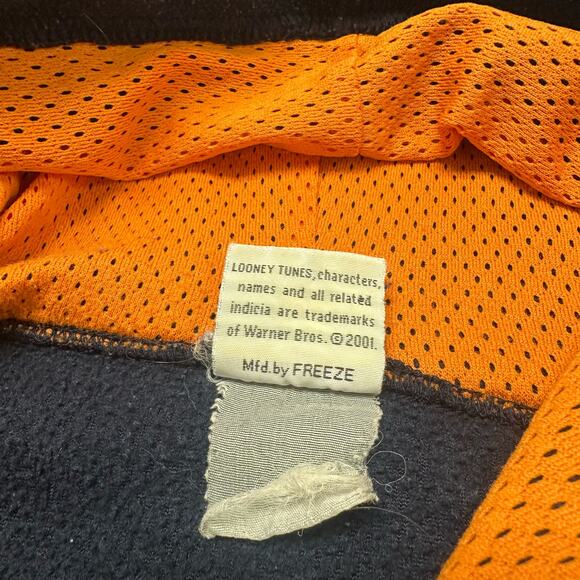 LOONEY TUNES, characters,
names and all related
indicia are trademarks
of Warner Bros. © 2001.
Mfd. by FREEZE